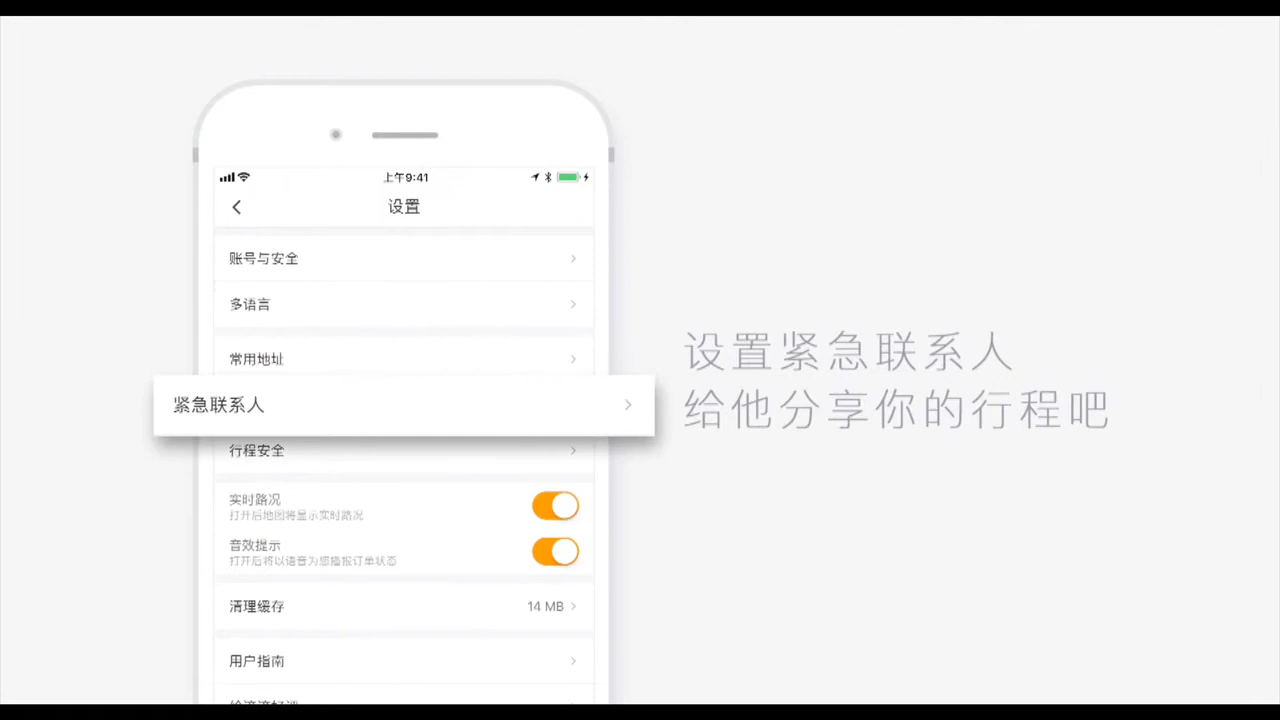 上午9:41
设置
账号与安全
多语言
常用地址
紧急联系人
行程安全
实时路况
打开后地图将显示实时路况
音效提示
打开后将以语音为您播报订单状态
清理缓存 14 MB
用户指南
设置紧急联系人
给他分享你的行程吧